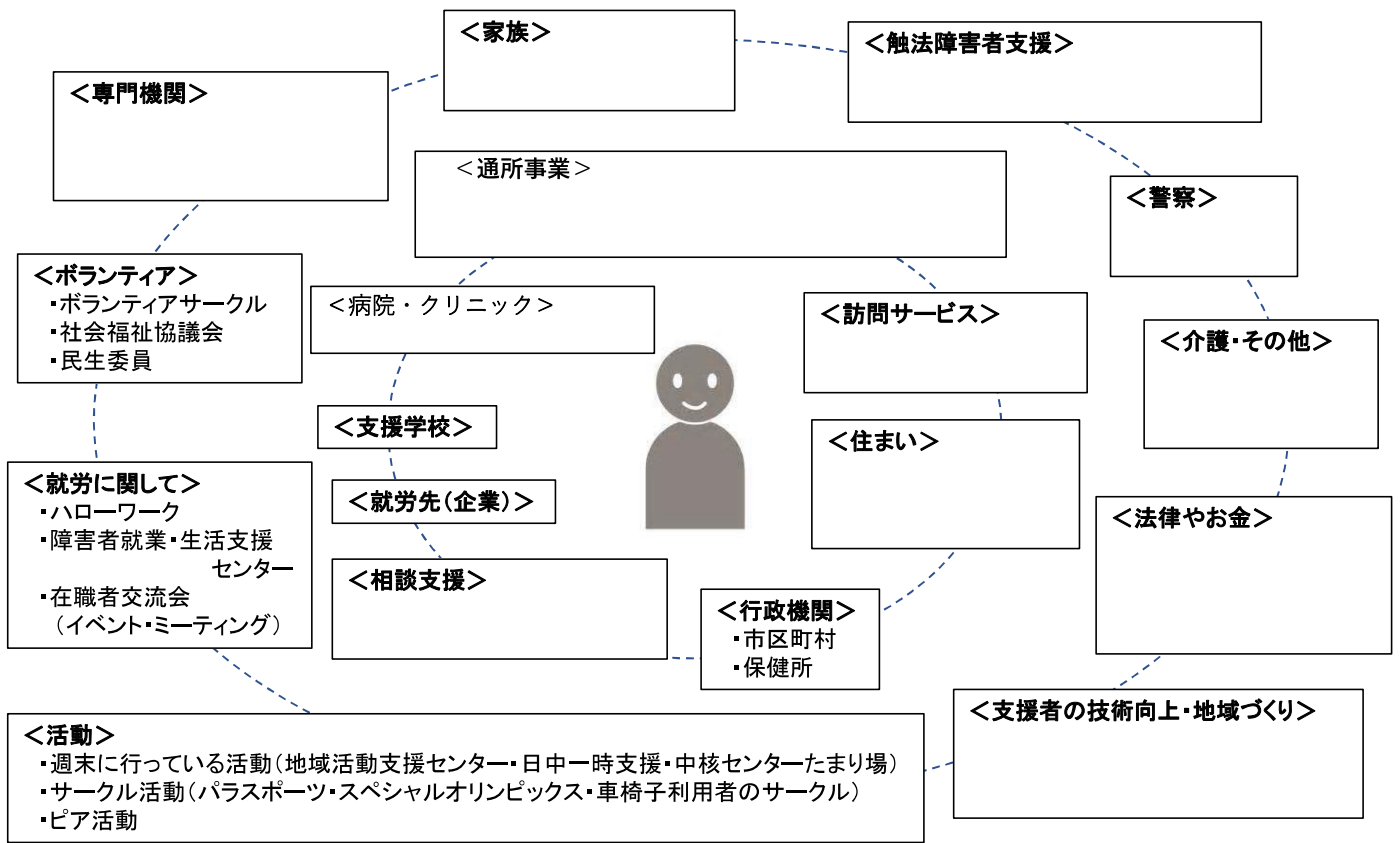 ＜家族＞
＜触法障害者支援＞
＜専門機関＞
＜通所事業＞
＜警察＞
＜ボランティア＞
・ボランティアサークル
・社会福祉協議会
・民生委員
＜病院・クリニック＞
＜訪問サービス＞
＜介護・その他＞
＜支援学校＞
＜住まい＞
＜就労に関して＞
・ハローワーク
・障害者就業・生活支援
センター
・在職者交流会
（イベント・ミーティング）
＜就労先（企業）＞
＜法律やお金＞
＜相談支援＞
＜行政機関＞
・市区町村
・保健所
＜支援者の技術向上・地域づくり＞
＜活動＞
・週末に行っている活動（地域活動支援センター・日中一時支援・中核センターたまり場）
・サークル活動（パラスポーツ・スペシャルオリンピックス・車椅子利用者のサークル）
・ピア活動